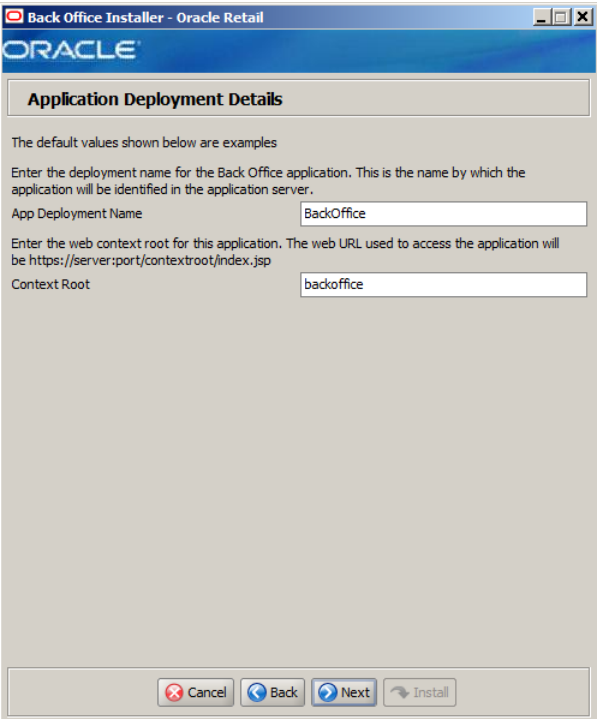 Back Office Installer - Oracle Retail
ORACLE
Application Deployment Details
The default values shown below are examples
Enter the deployment name for the Back Office application. This is the name by which the
application will be identified in the application server.
App Deployment Name
BackOffice
Enter the web context root for this application. The web URL used to access the application will
be https://server:port/contextroot/index.jsp
Context Root
backoffice
Cancel Back Next Install